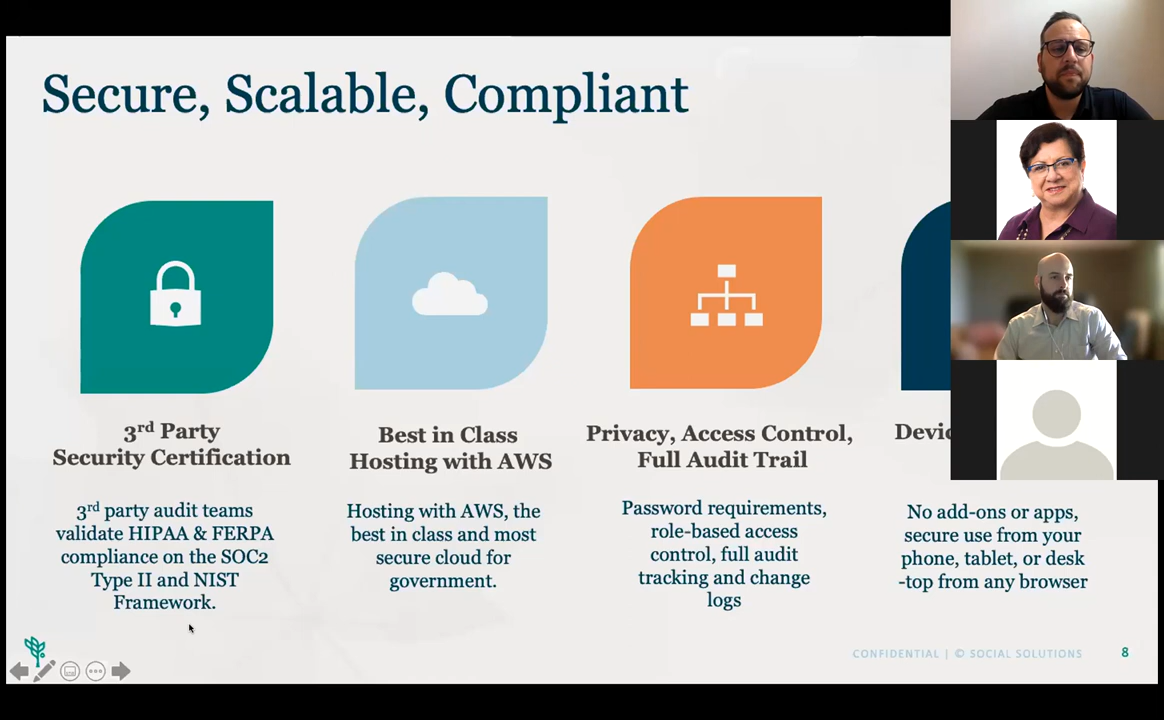 Secure, Scalable, Compliant
3rd Party
Security Certification
3rd party audit teams
validate HIPAA & FERPA
compliance on the SOC2
Type II and NIST
Framework.
Best in Class
Hosting with AWS
Hosting with AWS, the
best in class and most
secure cloud for
government.
Privacy, Access Control,
Full Audit Trail
Password requirements,
role-based access
control, full audit
tracking and change
logs
No add-ons or apps,
secure use from your
phone, tablet, or desk
-top from any browser
CONFIDENTIAL | © SOCIAL SOLUTIONS
8